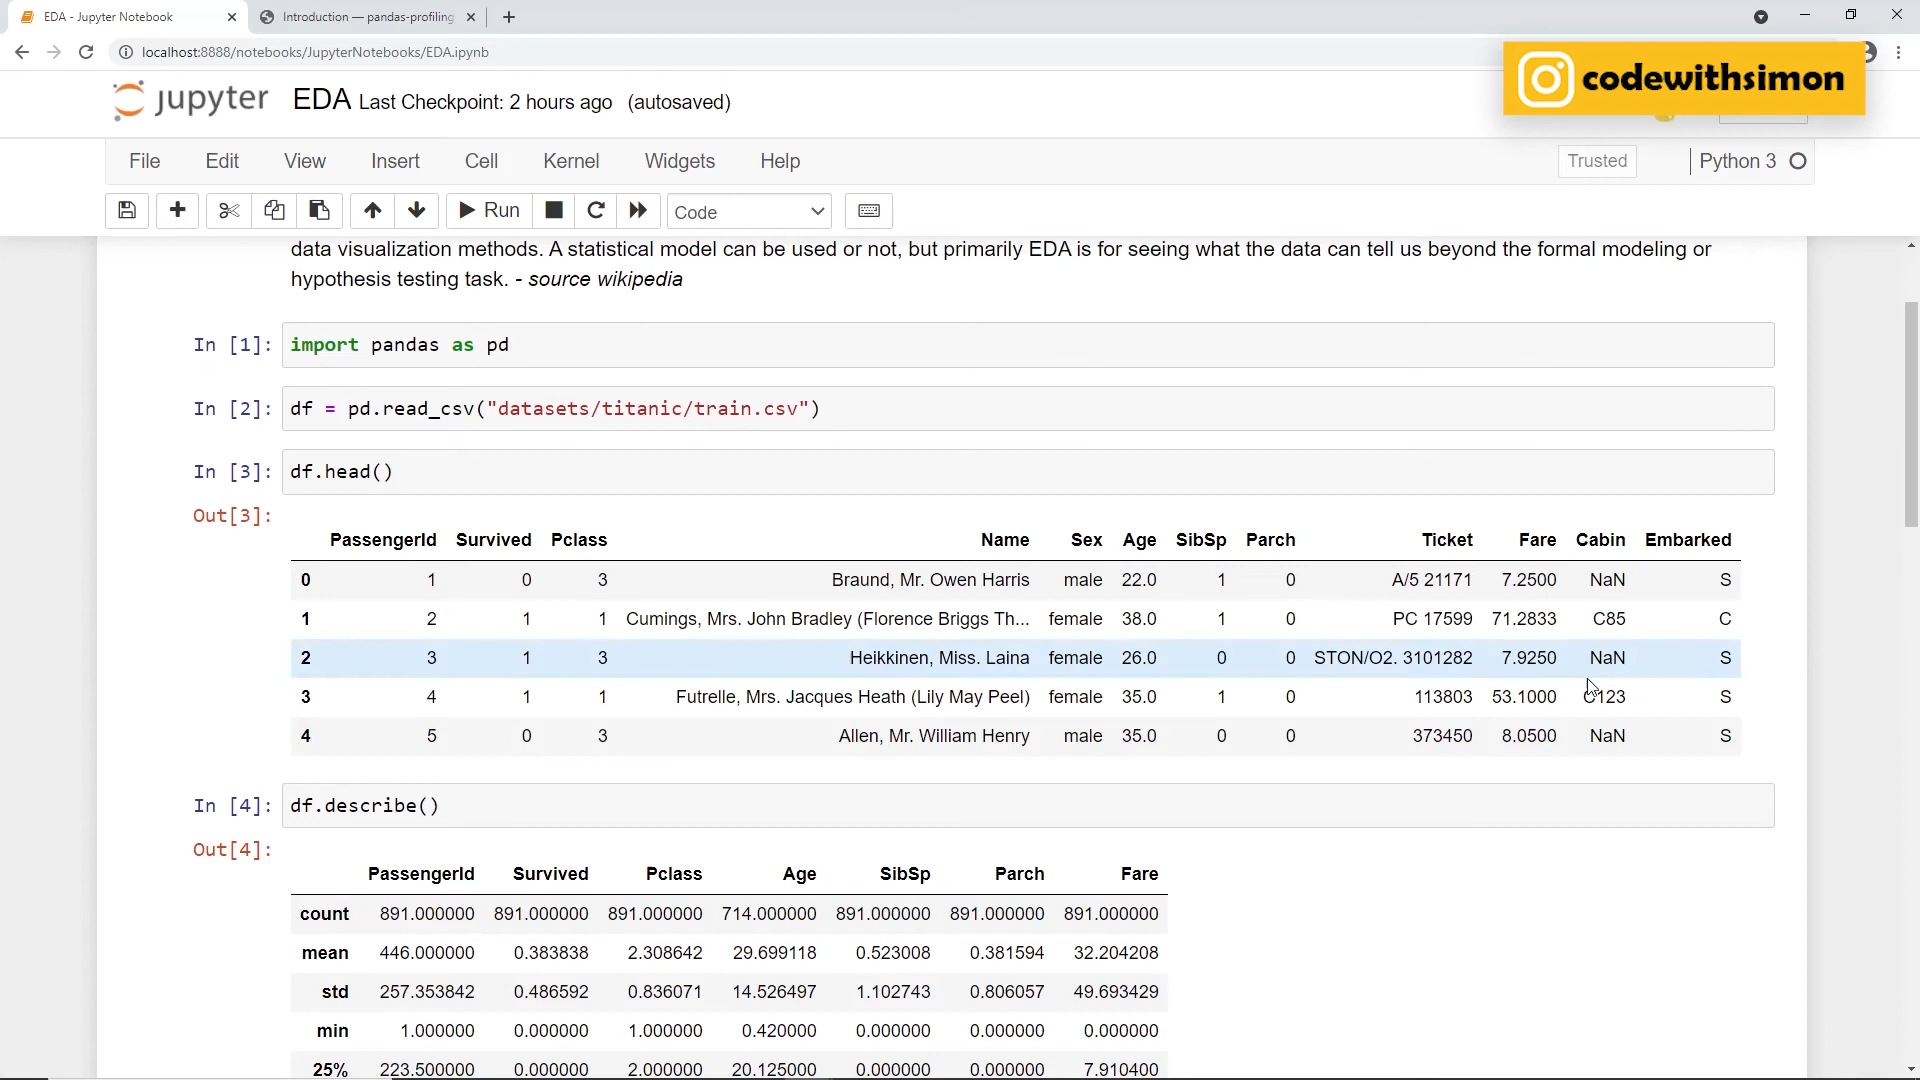 EDA - Jupyter Notebook
Introduction — pandas-profiling
localhost:8888/notebooks/JupyterNotebooks/EDA.ipynb
codewithsimon
jupyter EDA Last Checkpoint: 2 hours ago (autosaved)
File Edit View Insert Cell Kernel Widgets Help Trusted Python 3
Run Code
data visualization methods. A statistical model can be used or not, but primarily EDA is for seeing what the data can tell us beyond the formal modeling or
hypothesis testing task. - source wikipedia
In [1]: import pandas as pd
In [2]: df = pd.read_csv("datasets/titanic/train.csv")
In [3]: df.head()
Out[3]:
PassengerId Survived Pclass Name Sex Age SibSp Parch Ticket Fare Cabin Embarked
0 1 0 3 Braund, Mr. Owen Harris male 22.0 1 0 A/5 21171 7.2500 NaN S
1 2 1 1 Cumings, Mrs. John Bradley (Florence Briggs Th... female 38.0 1 0 PC 17599 71.2833 C85 C
2 3 1 3 Heikkinen, Miss. Laina female 26.0 0 0 STON/O2. 3101282 7.9250 NaN S
3 4 1 1 Futrelle, Mrs. Jacques Heath (Lily May Peel) female 35.0 1 0 113803 53.1000 C123 S
4 5 0 3 Allen, Mr. William Henry male 35.0 0 0 373450 8.0500 NaN S
In [4]: df.describe()
Out[4]:
PassengerId Survived Pclass Age SibSp Parch Fare
count 891.000000 891.000000 891.000000 714.000000 891.000000 891.000000 891.000000
mean 446.000000 0.383838 2.308642 29.699118 0.523008 0.381594 32.204208
std 257.353842 0.486592 0.836071 14.526497 1.102743 0.806057 49.693429
min 1.000000 0.000000 1.000000 0.420000 0.000000 0.000000 0.000000
25% 223.500000 0.000000 2.000000 20.125000 0.000000 0.000000 7.910400